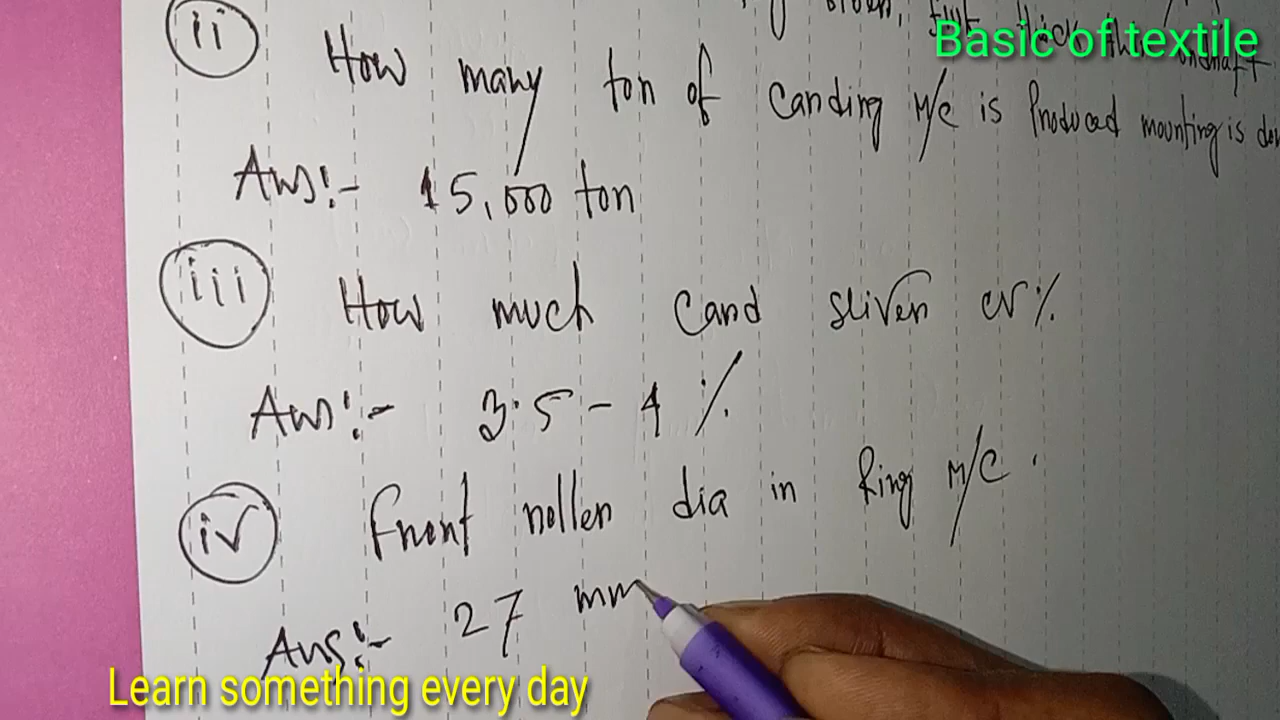 Basic of textile
ii How many ton of Carding M/C is Produced mounting is
Ans:- 15,000 ton
iii How much Card sliver cv%
Ans:- 3.5 - 4 %
iv Front roller dia in Ring M/C.
Ans:- 27 mm
Learn something every day